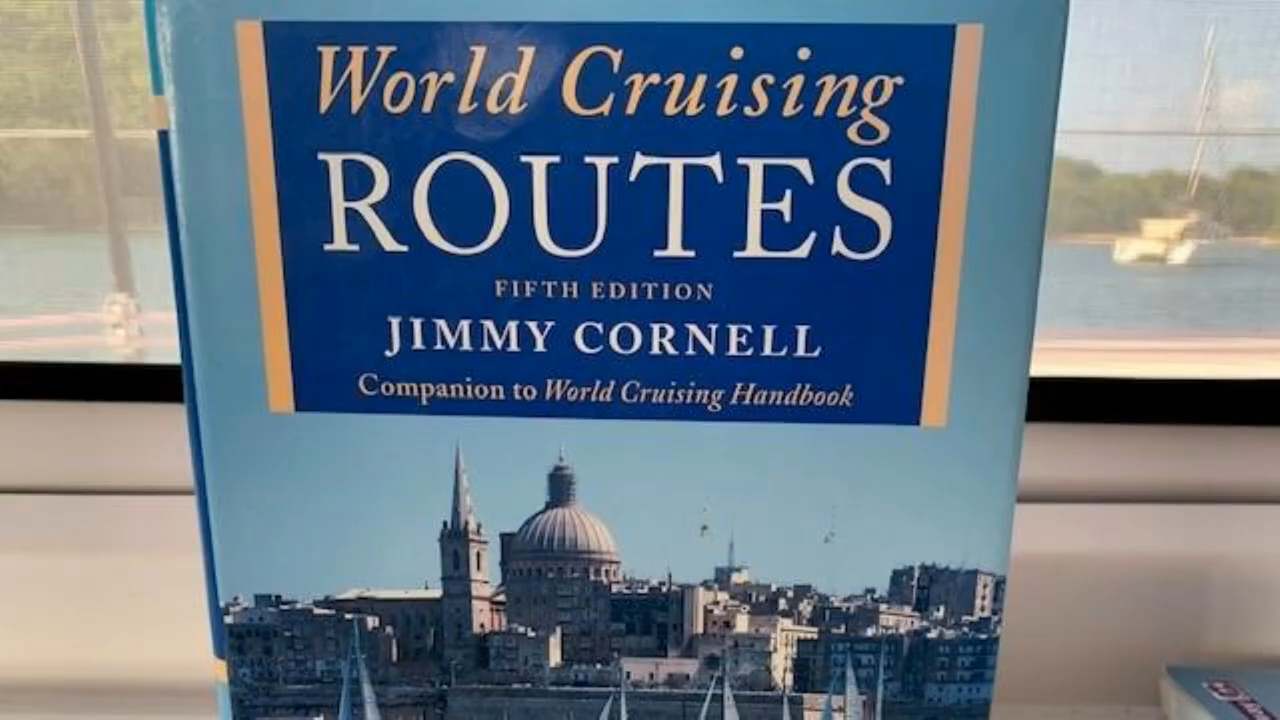 World Cruising
ROUTES
FIFTH EDITION
JIMMY CORNELL
Companion to World Cruising Handbook